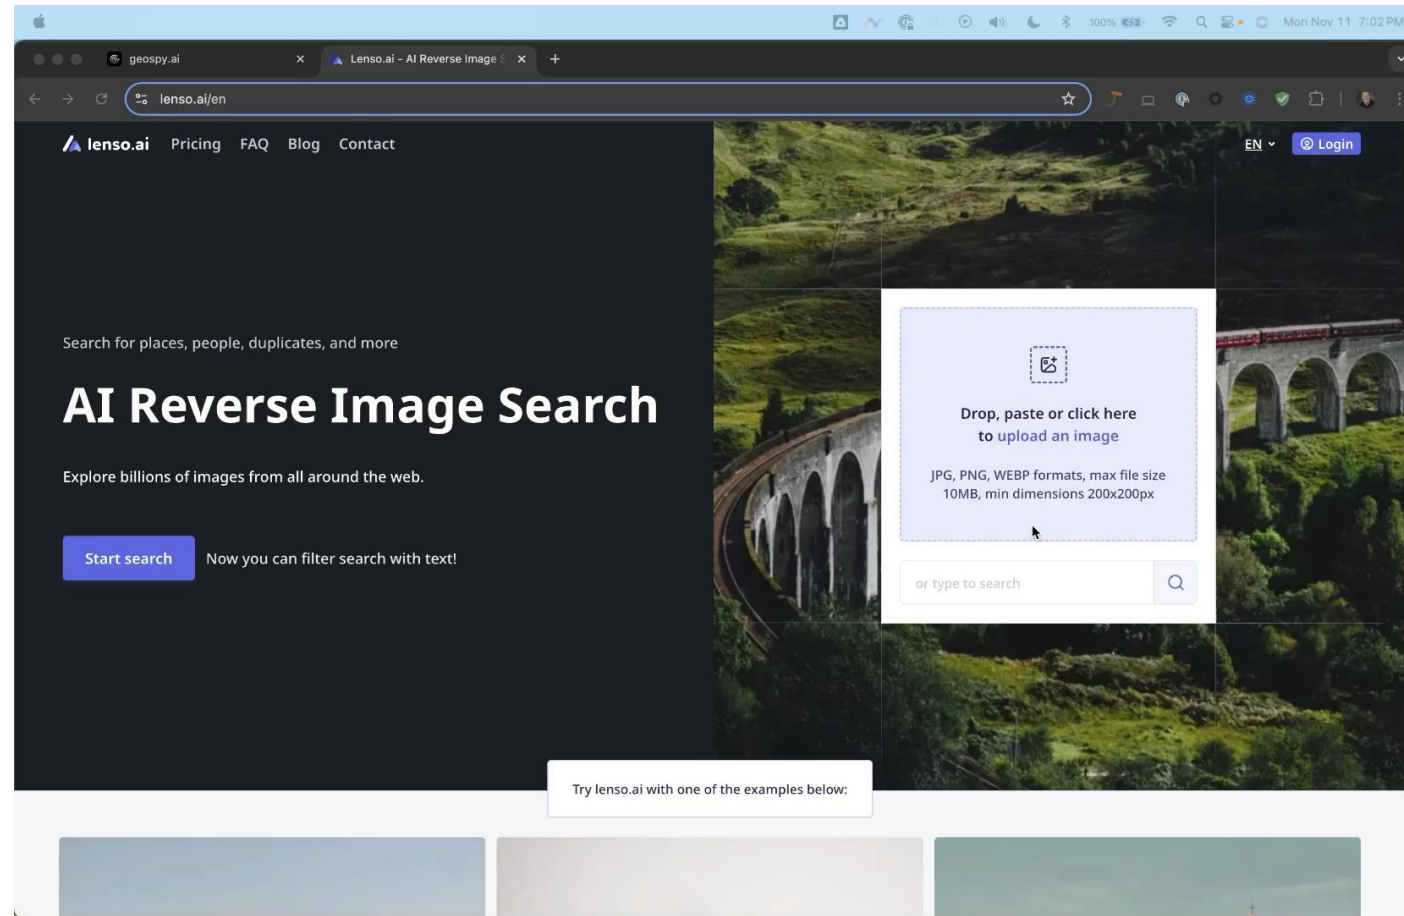 100%
Mon Nov 11 7:02 PM
geospy.ai
Lenso.ai - AI Reverse Image S
lenso.ai/en
lenso.ai Pricing FAQ Blog Contact
EN
Login
Search for places, people, duplicates, and more
AI Reverse Image Search
Explore billions of images from all around the web.
Start search
Now you can filter search with text!
Drop, paste or click here
to upload an image
JPG, PNG, WEBP formats, max file size
10MB, min dimensions 200x200px
or type to search
Try lenso.ai with one of the examples below: